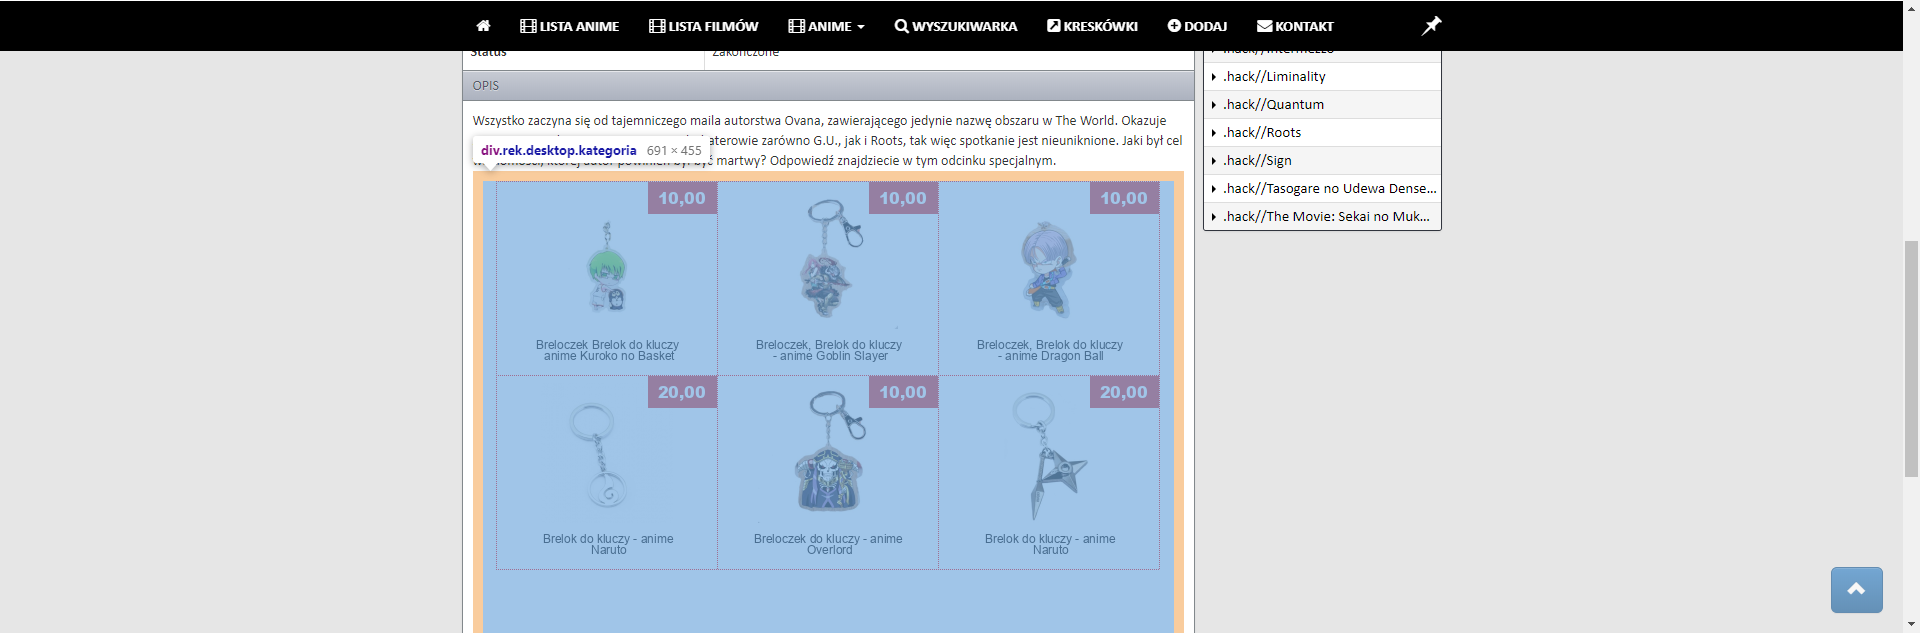 LISTA ANIME LISTA FILMÓW ANIME WYSZUKIWARKA KRESKÓWKI DODAJ KONTAKT
Status Zakończone
OPIS
Wszystko zaczyna się od tajemniczego maila autorstwa Ovana, zawierającego jedynie nazwę obszaru w The World. Okazuje
zarówno G.U., jak i Roots, tak więc spotkanie jest nieuniknione. Jaki był cel
div.rek.desktop.kategoria 691 × 455
martwy? Odpowiedź znajdziecie w tym odcinku specjalnym.
10,00
Breloczek Brelok do kluczy
anime Kuroko no Basket
10,00
Breloczek, Brelok do kluczy
- anime Goblin Slayer
10,00
Breloczek, Brelok do kluczy
- anime Dragon Ball
20,00
Brelok do kluczy - anime
Naruto
10,00
Breloczek do kluczy - anime
Overlord
20,00
Brelok do kluczy - anime
Naruto
.hack//Intermezzo
.hack//Liminality
.hack//Quantum
.hack//Roots
.hack//Sign
.hack//Tasogare no Udewa Dense...
.hack//The Movie: Sekai no Muk...